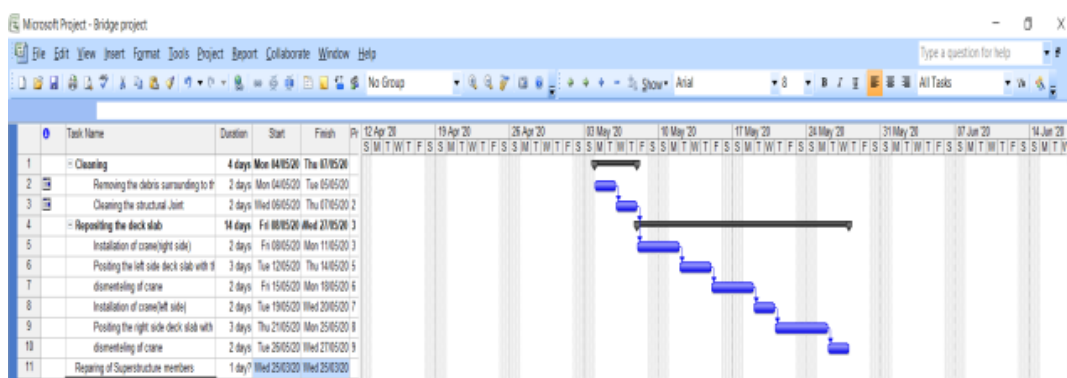 Microsoft Project - Bridge project
File Edit View Insert Format Tools Project Report Collaborate Window Help Type a question for help
No Group Show Arial 8 B I U All Tasks
Task Name Duration Start Finish Pr 12 Apr '20 19 Apr '20 26 Apr '20 03 May '20 10 May '20 17 May '20 24 May '20 31 May '20 07 Jun '20 14 Jun '20
S M T W T F S S M T W T F S S M T W T F S S M T W T F S S M T W T F S S M T W T F S S M T W T F S S M T W T F S S M T W T F S S M T W
1 Cleaning 4 days Mon 04/05/20 Thu 07/05/20
2 Removing the debris surrounding to th 2 days Mon 04/05/20 Tue 05/05/20
3 Cleaning the structural Joint 2 days Wed 06/05/20 Thu 07/05/20 2
4 Repositing the deck slab 14 days Fri 08/05/20 Wed 27/05/20 3
5 Installation of crane(right side) 2 days Fri 08/05/20 Mon 11/05/20 3
6 Positing the left side deck slab with th 3 days Tue 12/05/20 Thu 14/05/20 5
7 dismenteling of crane 2 days Fri 15/05/20 Mon 18/05/20 6
8 Installation of crane(left side) 2 days Tue 19/05/20 Wed 20/05/20 7
9 Positing the right side deck slab with 3 days Thu 21/05/20 Mon 25/05/20 8
10 dismenteling of crane 2 days Tue 26/05/20 Wed 27/05/20 9
11 Reparing of Superstructure members 1 day? Wed 25/03/20 Wed 25/03/20